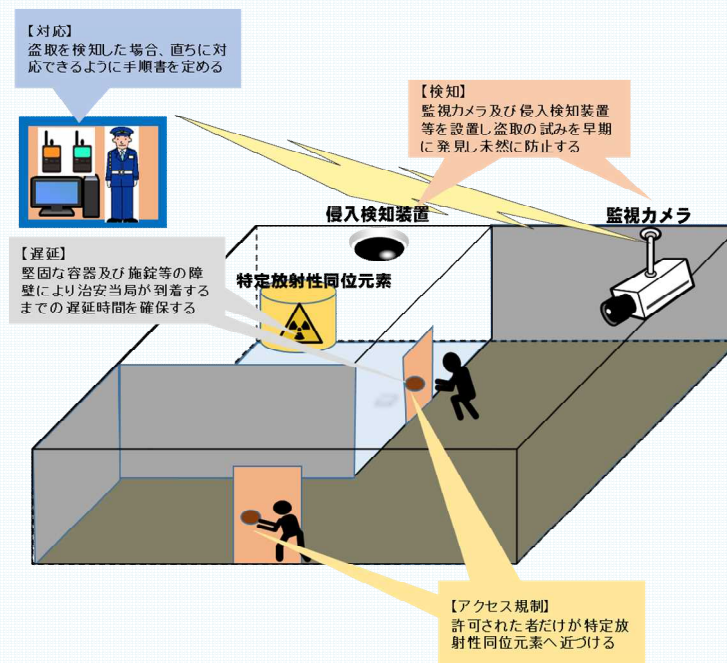 【対応】
盗取を検知した場合、直ちに対
応できるように手順書を定める
【検知】
監視カメラ及び侵入検知装置
等を設置し盗取の試みを早期
に発見し未然に防止する
侵入検知装置
監視カメラ
【遅延】
堅固な容器及び施錠等の障
壁により治安当局が到着する
までの遅延時間を確保する
特定放射性同位元素
【アクセス規制】
許可された者だけが特定放
射性同位元素へ近づける